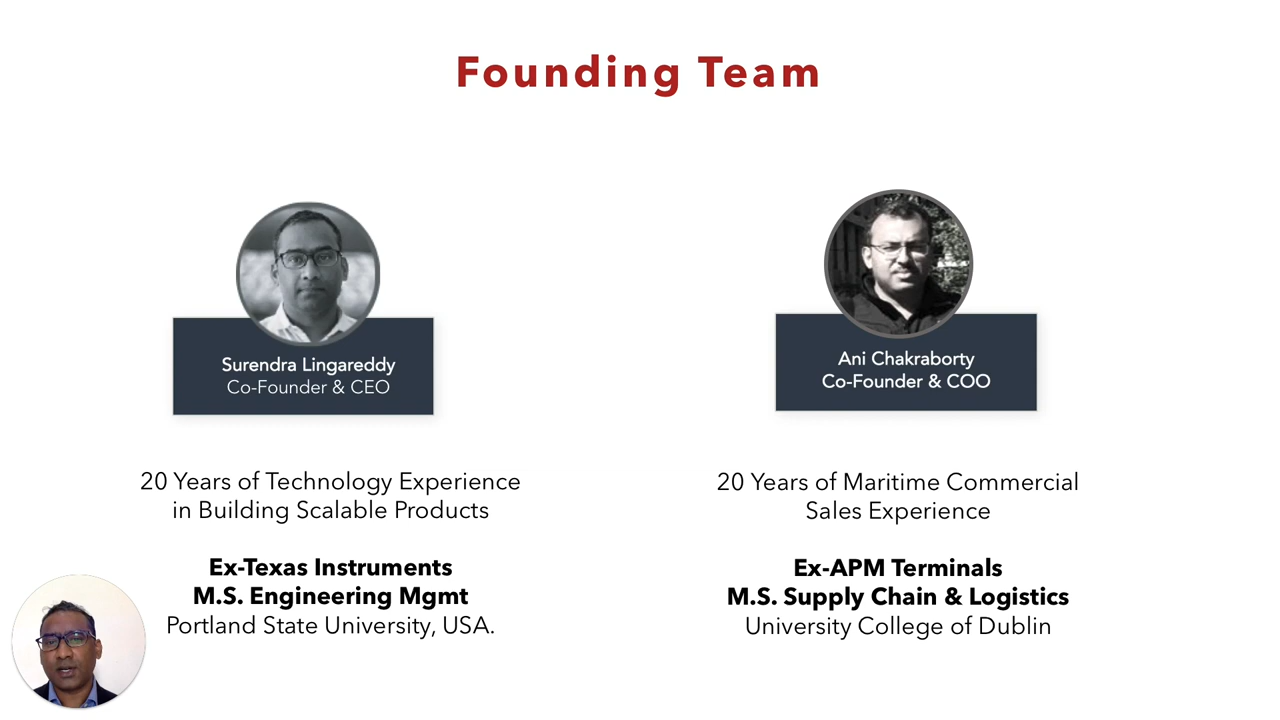 Founding Team
Surendra Lingareddy
Co-Founder & CEO
20 Years of Technology Experience
in Building Scalable Products
Ex-Texas Instruments
M.S. Engineering Mgmt
Portland State University, USA.
Ani Chakraborty
Co-Founder & COO
20 Years of Maritime Commercial
Sales Experience
Ex-APM Terminals
M.S. Supply Chain & Logistics
University College of Dublin